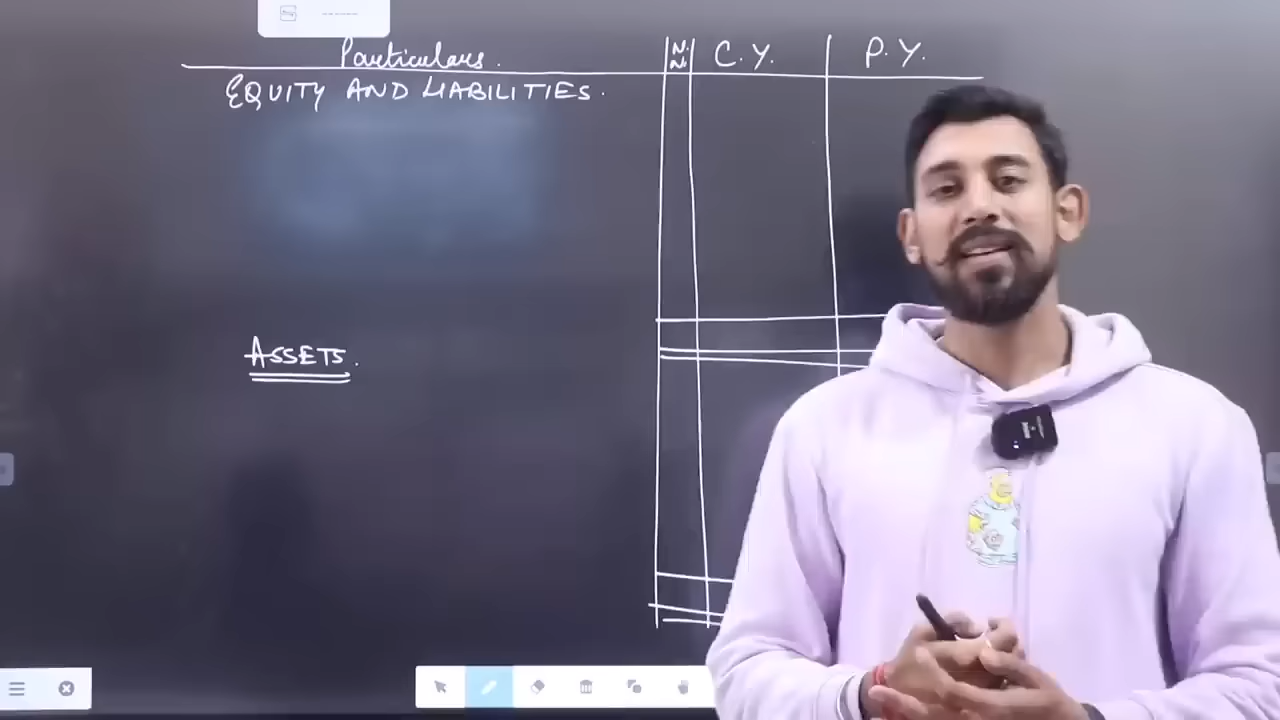 Particulars. N. N. C.Y. P.Y.
EQUITY AND LIABILITIES.
ASSETS.